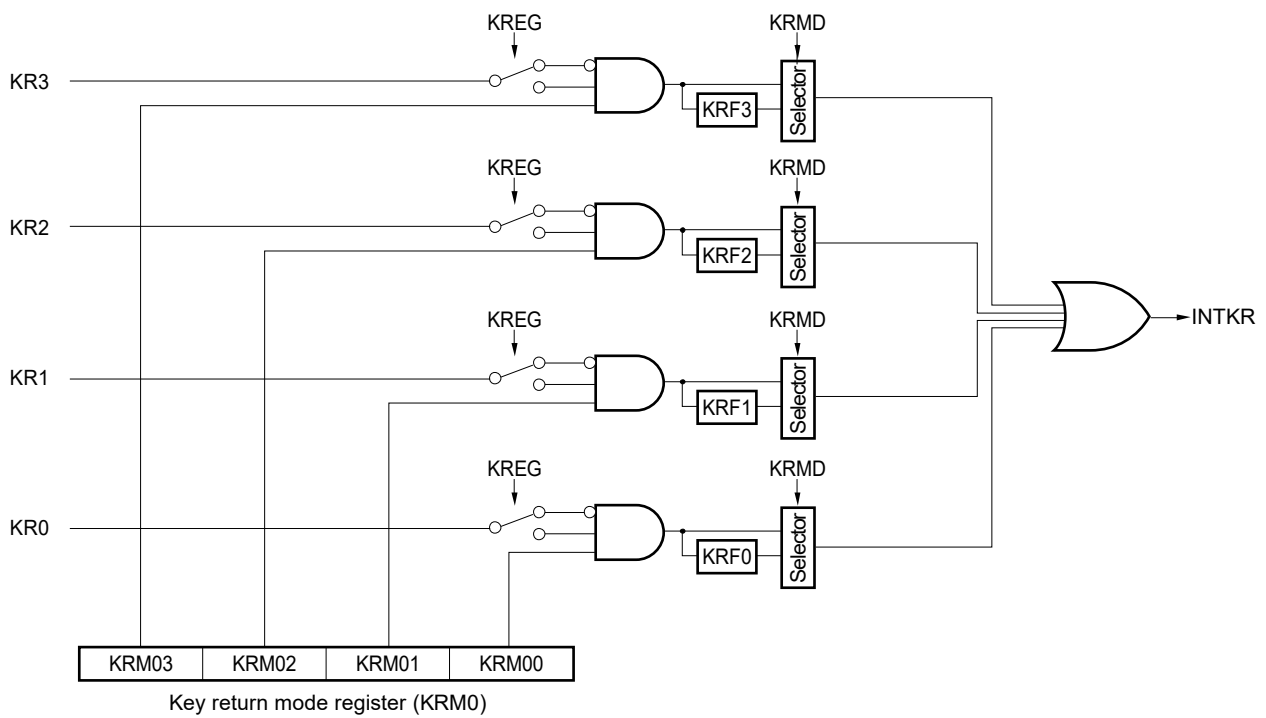 KREG
KRMD
KR3
KRF3
Selector
KREG
KRMD
KR2
KRF2
Selector
INTKR
KREG
KRMD
KR1
KRF1
Selector
KREG
KRMD
KR0
KRF0
Selector
KRM03 KRM02 KRM01 KRM00
Key return mode register (KRM0)